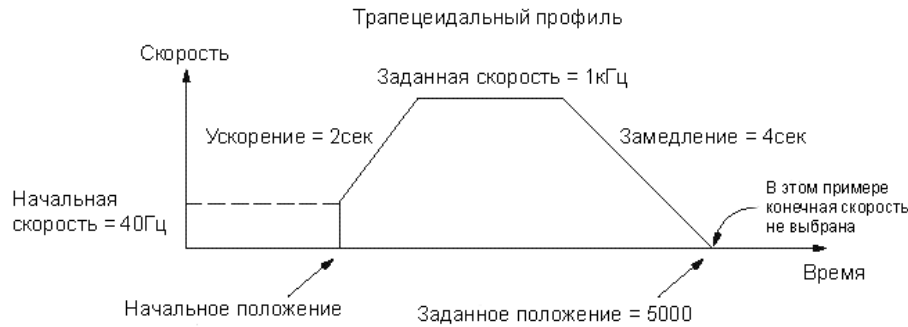 Трапецеидальный профиль
Скорость
Заданная скорость = 1кГц
Ускорение = 2сек
Замедление = 4сек
Начальная
скорость = 40Гц
В этом примере
конечная скорость
не выбрана
Время
Начальное положение
Заданное положение = 5000